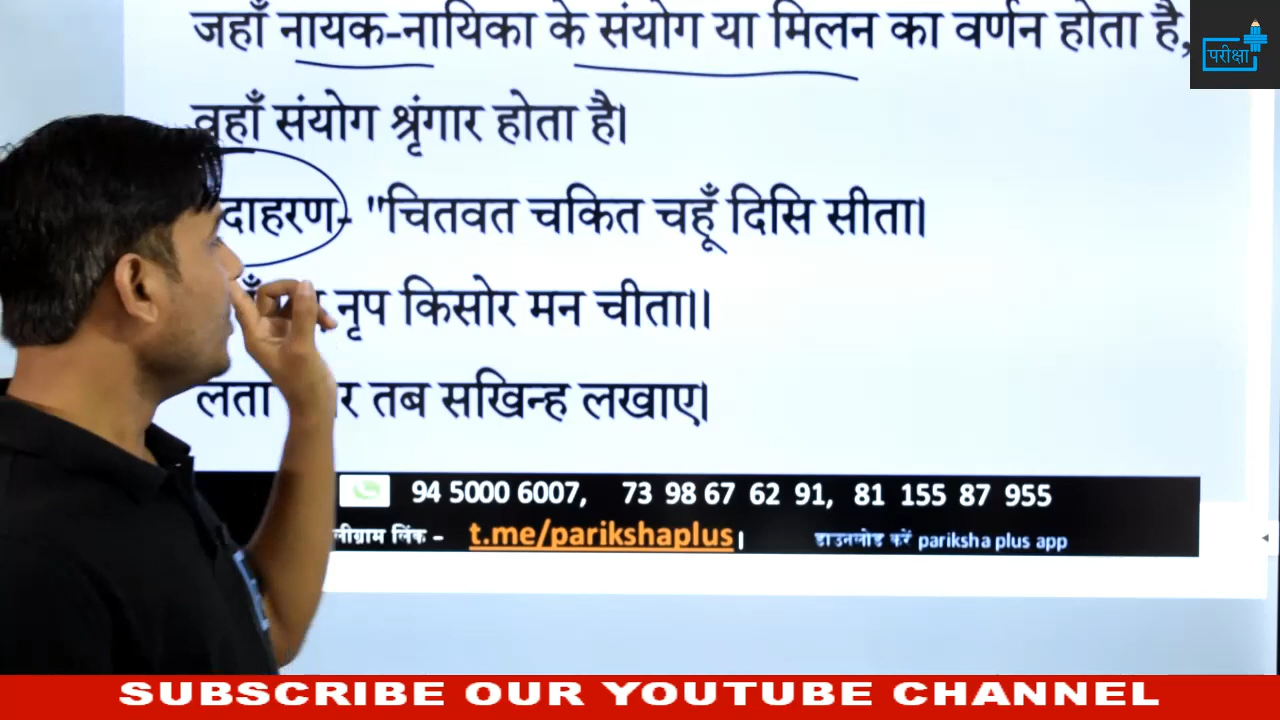 जहाँ नायक-नायिका के संयोग या मिलन का वर्णन होता है,
परीक्षा
वहाँ संयोग श्रृंगार होता है।
"चितवत चकित चहूँ दिसि सीता।
नृप किसोर मन चीता।।
लता तब सखिन्ह लखाए।
94 5000 6007, 73 98 67 62 91, 81 155 87 955
लिंक - t.me/parikshaplus| डाउनलोड करें pariksha plus app
SUBSCRIBE OUR YOUTUBE CHANNEL